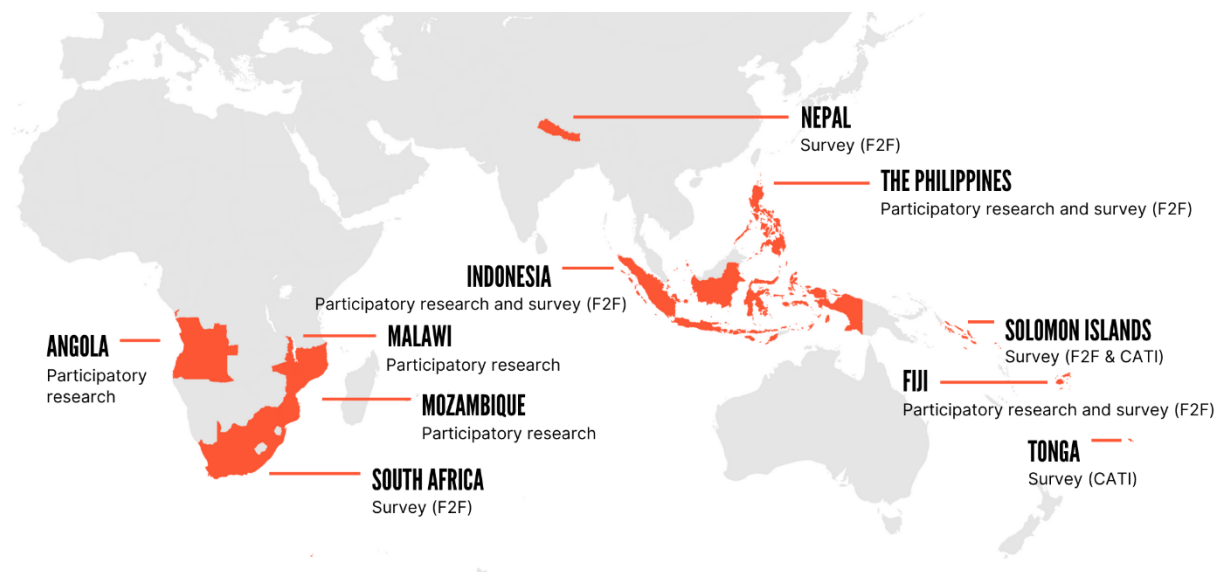 NEPAL
Survey (F2F)
THE PHILIPPINES
Participatory research and survey (F2F)
INDONESIA
Participatory research and survey (F2F)
ANGOLA
Participatory
research
MALAWI
Participatory research
MOZAMBIQUE
Participatory research
SOUTH AFRICA
Survey (F2F)
SOLOMON ISLANDS
Survey (F2F & CATI)
FIJI
Participatory research and survey (F2F)
TONGA
Survey (CATI)